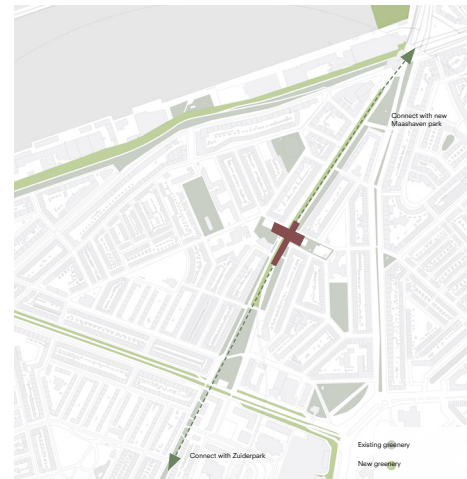 Connect with new
Maashaven park
Connect with Zuiderpark
Existing greenery
New greenery